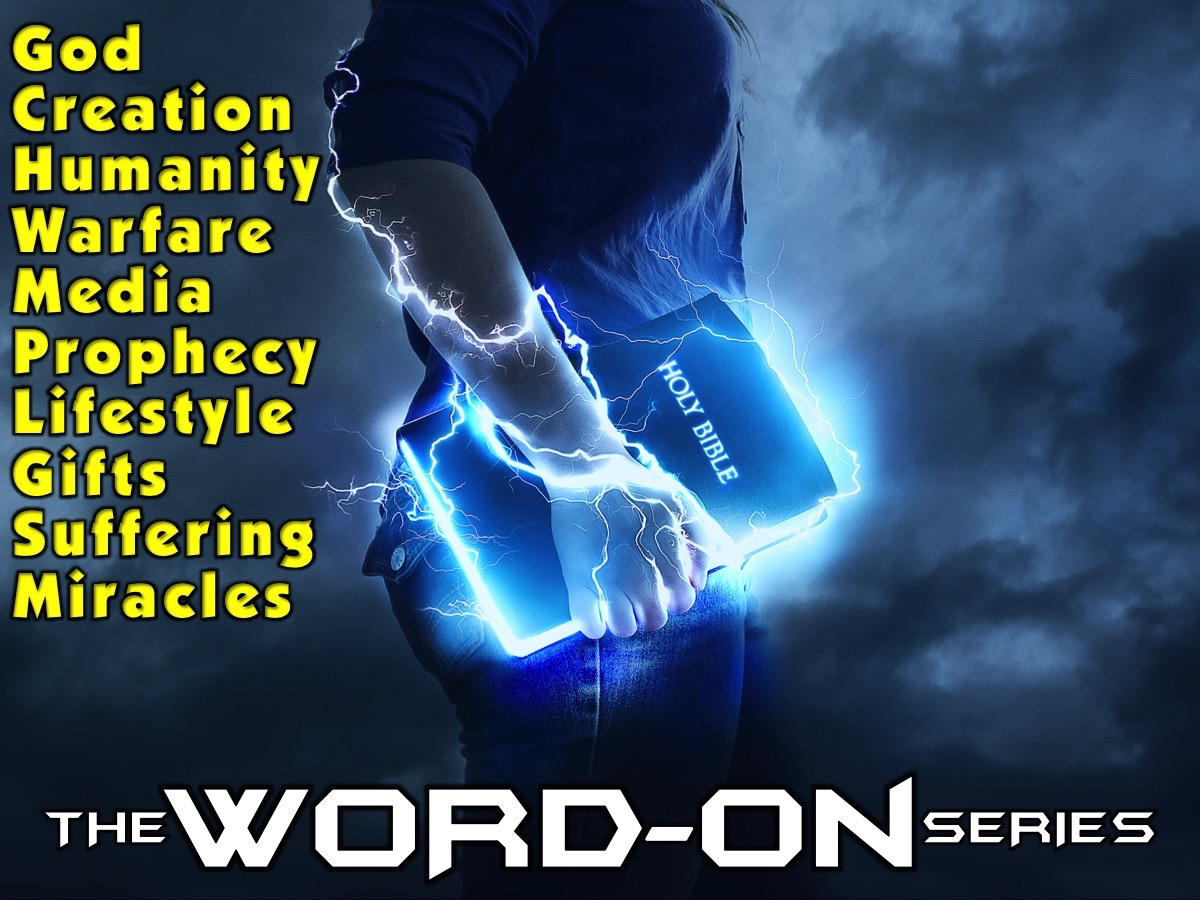 God
Creation
Humanity
Warfare
Media
Prophecy
Lifestyle
Gifts
Suffering
Miracles
HOLY BIBLE
THE WORD-ON SERIES